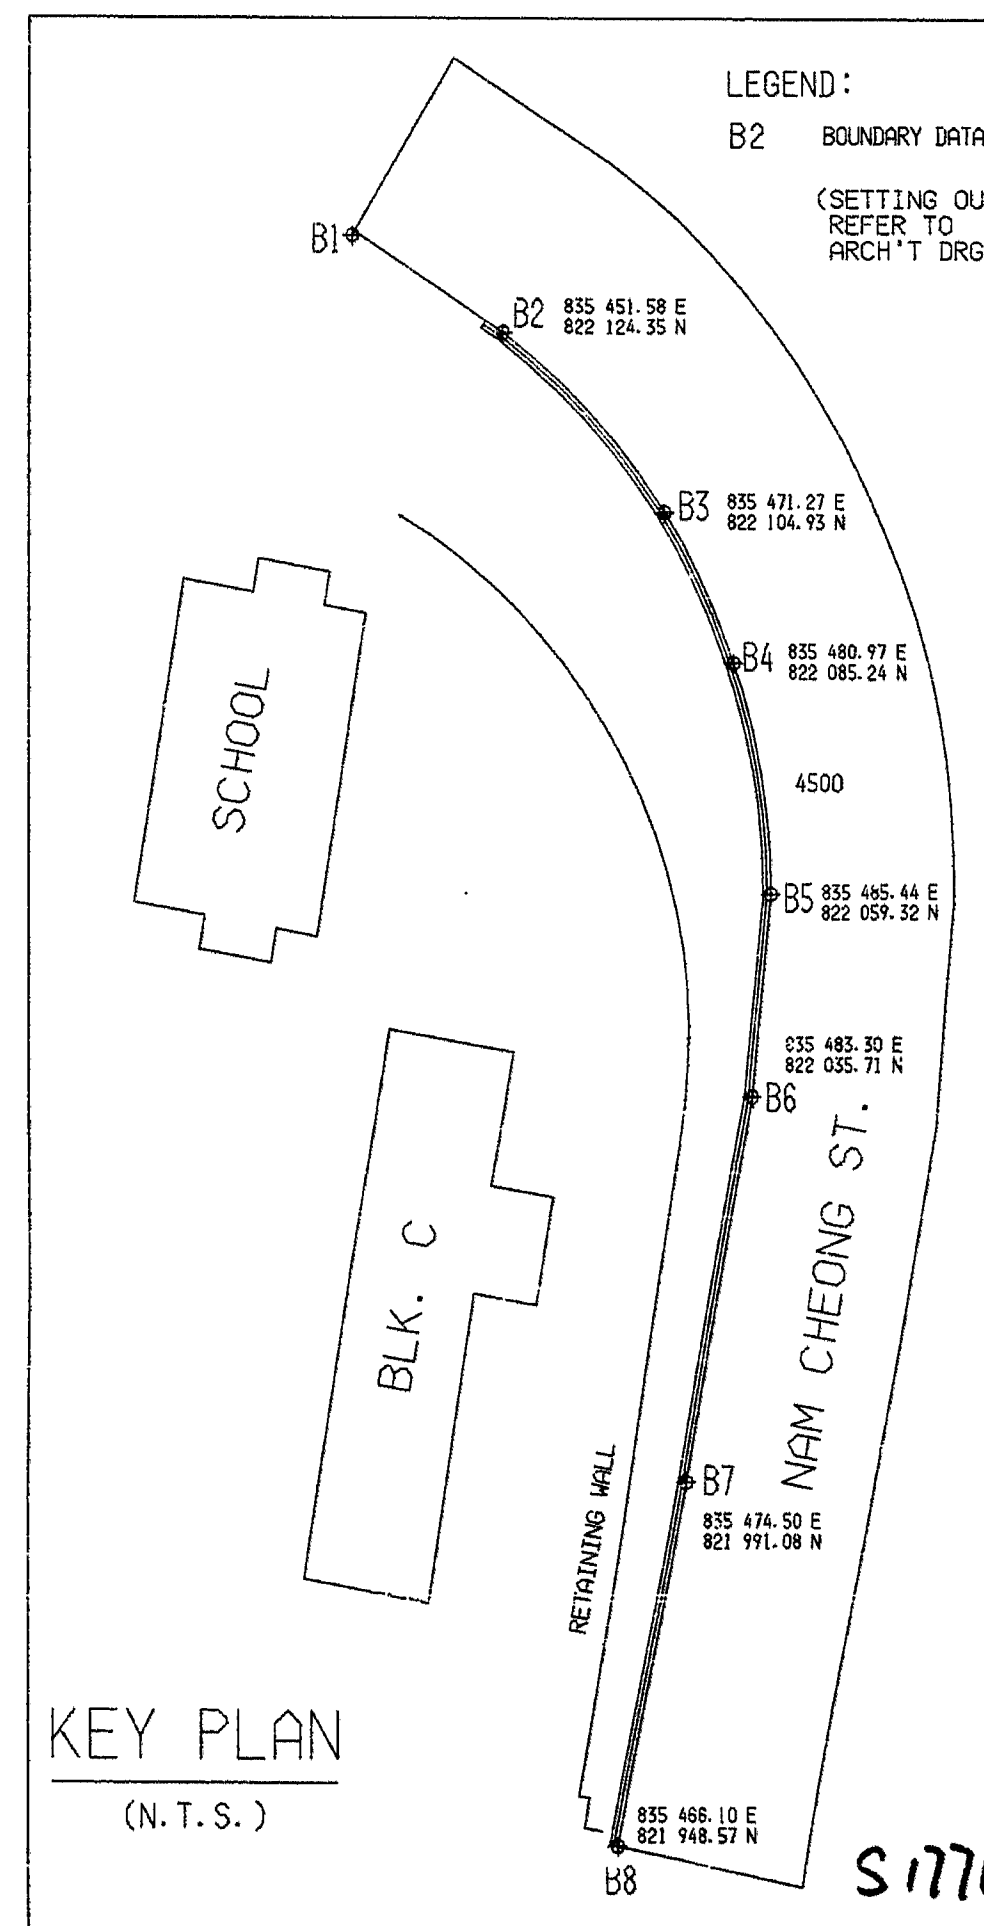 LEGEND:
B2 BOUNDARY DATA
(SETTING OU
REFER TO
ARCH'T DRG
B1
B2 835 451.58 E
822 124.35 N
B3 835 471.27 E
822 104.93 N
SCHOOL
B4 835 480.97 E
822 085.24 N
4500
B5 835 485.44 E
822 059.32 N
835 483.30 E
822 035.71 N
B6
NAM CHEONG ST.
BLK. C
B7
835 474.50 E
821 991.08 N
RETAINING WALL
KEY PLAN
(N.T.S.)
835 466.10 E
821 948.57 N
B8
S 177